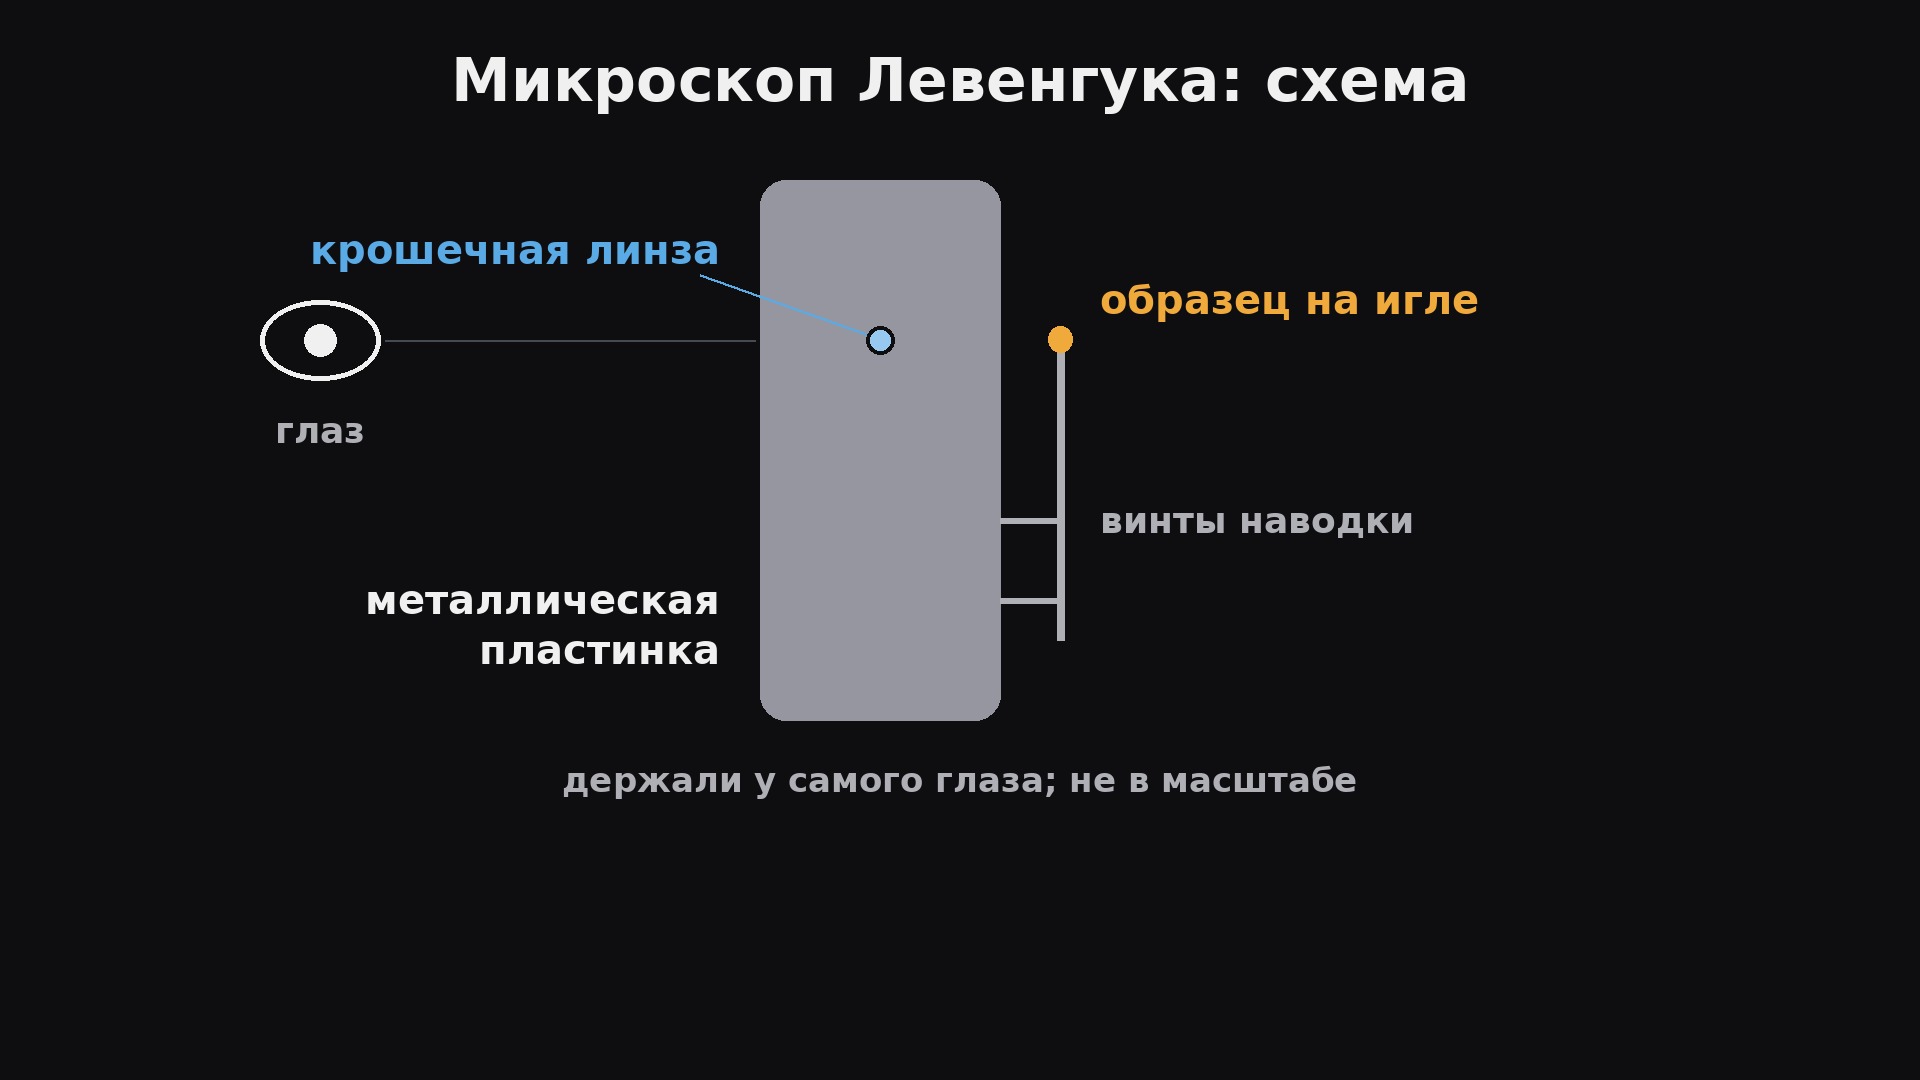 Микроскоп Левенгука: схема
крошечная линза
образец на игле
глаз
винты наводки
металлическая
пластинка
держали у самого глаза; не в масштабе